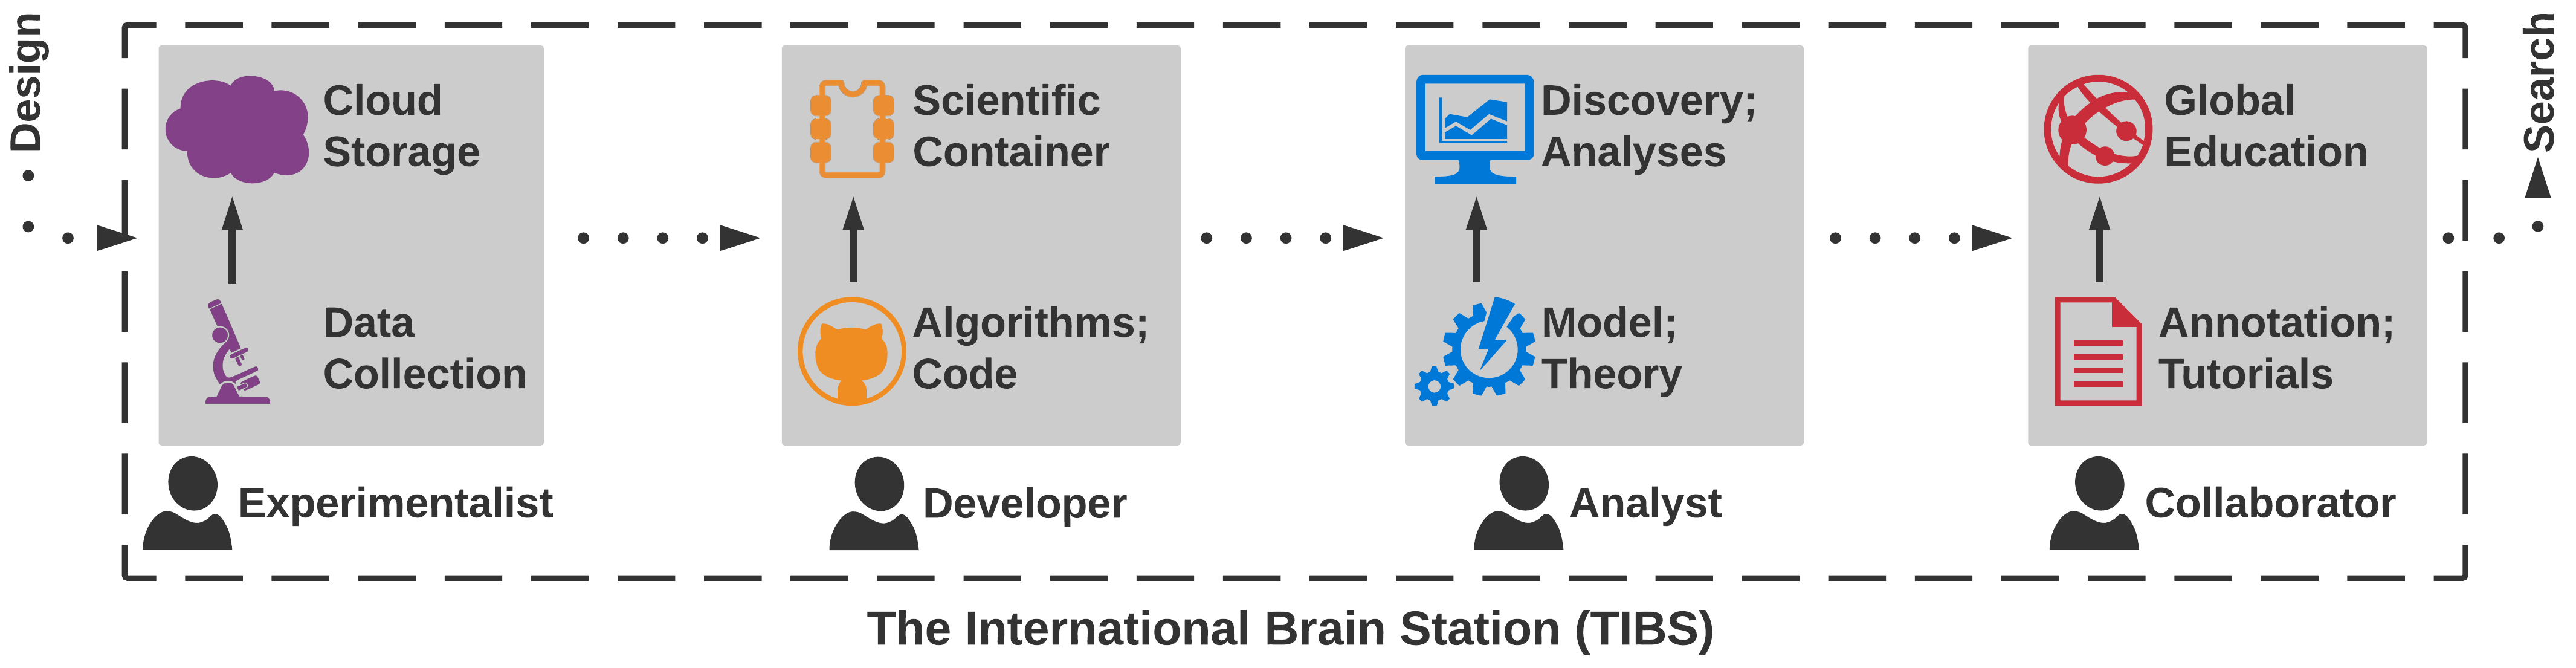 Design
Cloud
Storage
Data
Collection
Experimentalist
Scientific
Container
Algorithms;
Code
Developer
Discovery;
Analyses
Model;
Theory
Analyst
Global
Education
Annotation;
Tutorials
Collaborator
Search
The International Brain Station (TIBS)